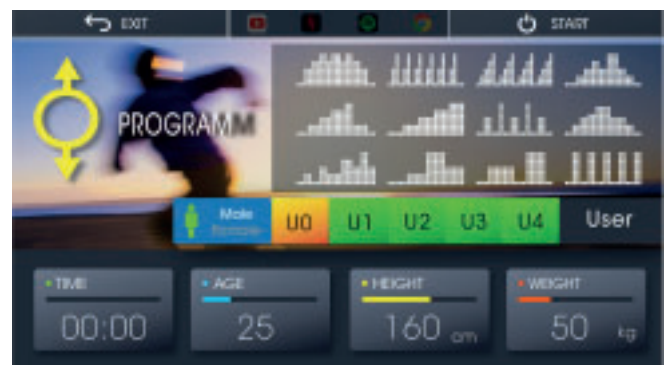 EXIT
START
PROGRAMM
Male
Female
U0 U1 U2 U3 U4 User
TIME AGE HEIGHT WEIGHT
00:00 25 160 cm 50 kg